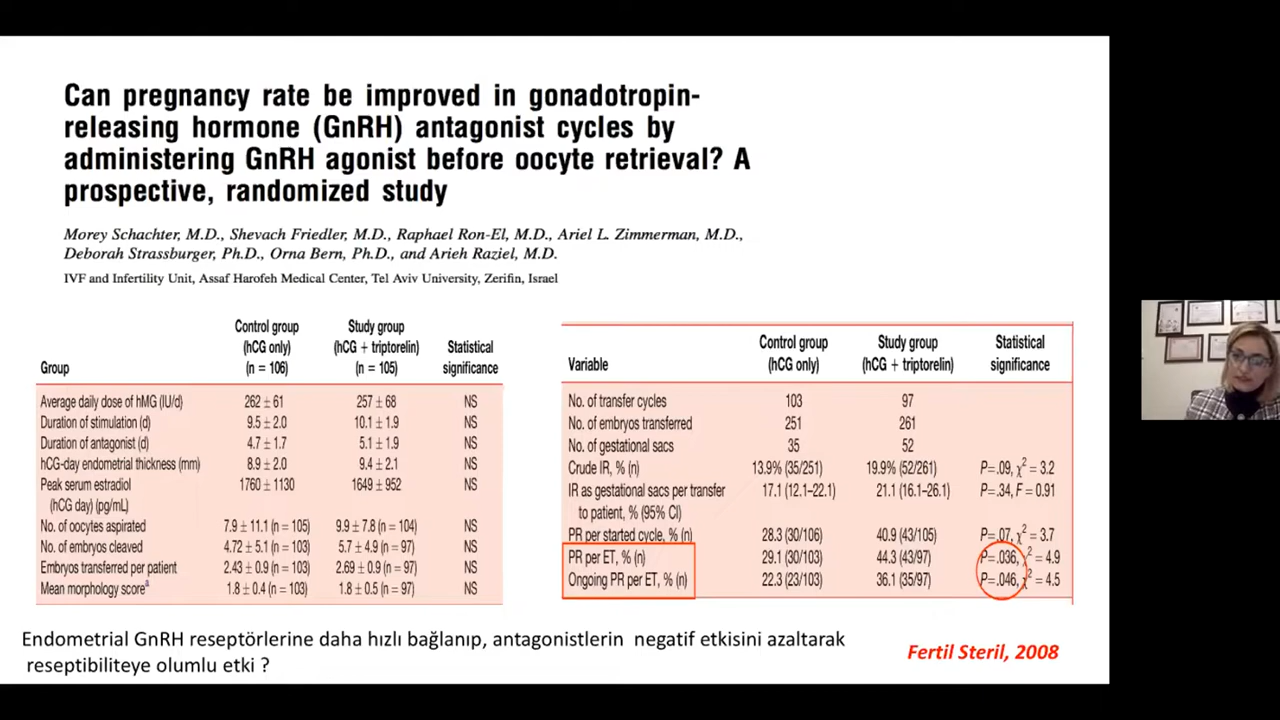 Can pregnancy rate be improved in gonadotropin-
releasing hormone (GnRH) antagonist cycles by
administering GnRH agonist before oocyte retrieval? A
prospective, randomized study
Morey Schachter, M.D., Shevach Friedler, M.D., Raphael Ron-El, M.D., Ariel L. Zimmerman, M.D.,
Deborah Strassburger, Ph.D., Orna Bern, Ph.D., and Arieh Raziel, M.D.
IVF and Infertility Unit, Assaf Harofeh Medical Center, Tel Aviv University, Zerifin, Israel
Control group Study group
(hCG only) (hCG + triptorelin) Statistical
Group (n = 106) (n = 105) significance
Average daily dose of hMG (IU/d) 262 ± 61 257 ± 68 NS
Duration of stimulation (d) 9.5 ± 2.0 10.1 ± 1.9 NS
Duration of antagonist (d) 4.7 ± 1.7 5.1 ± 1.9 NS
hCG-day endometrial thickness (mm) 8.9 ± 2.0 9.4 ± 2.1 NS
Peak serum estradiol 1760 ± 1130 1649 ± 952 NS
(hCG day) (pg/mL)
No. of oocytes aspirated 7.9 ± 11.1 (n = 105) 9.9 ± 7.8 (n = 104) NS
No. of embryos cleaved 4.72 ± 5.1 (n = 103) 5.7 ± 4.9 (n = 97) NS
Embryos transferred per patient 2.43 ± 0.9 (n = 103) 2.69 ± 0.9 (n = 97) NS
Mean morphology scoreᵃ 1.8 ± 0.4 (n = 103) 1.8 ± 0.5 (n = 97) NS
Control group Study group Statistical
Variable (hCG only) (hCG + triptorelin) significance
No. of transfer cycles 103 97
No. of embryos transferred 251 261
No. of gestational sacs 35 52
Crude IR, % (n) 13.9% (35/251) 19.9% (52/261) P=.09, χ² = 3.2
IR as gestational sacs per transfer 17.1 (12.1–22.1) 21.1 (16.1–26.1) P=.34, F = 0.91
to patient, % (95% CI)
PR per started cycle, % (n) 28.3 (30/106) 40.9 (43/105) P=.07, χ² = 3.7
PR per ET, % (n) 29.1 (30/103) 44.3 (43/97) P=.036, χ² = 4.9
Ongoing PR per ET, % (n) 22.3 (23/103) 36.1 (35/97) P=.046, χ² = 4.5
Endometrial GnRH reseptörlerine daha hızlı bağlanıp, antagonistlerin negatif etkisini azaltarak
reseptibiliteye olumlu etki ?
Fertil Steril, 2008